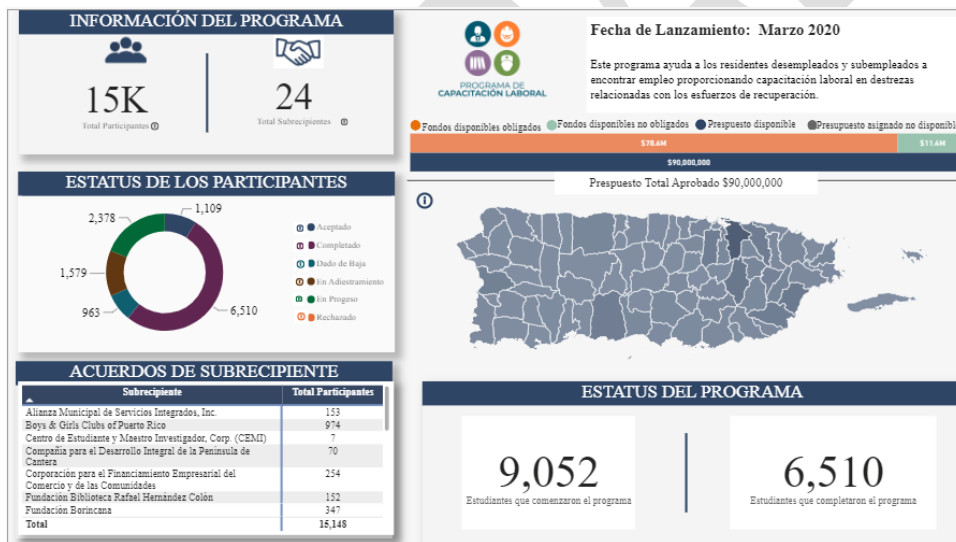 INFORMACIÓN DEL PROGRAMA
15K
Total Participantes
24
Total Subrecipientes
PROGRAMA DE
CAPACITACIÓN LABORAL
Fecha de Lanzamiento: Marzo 2020
Este programa ayuda a los residentes desempleados y subempleados a
encontrar empleo proporcionando capacitación laboral en destrezas
relacionadas con los esfuerzos de recuperación.
Fondos disponibles obligados Fondos disponibles no obligados Prespuesto disponible Presupuesto asignado no disponible
$78.6M $11.4M
$90,000,000
Prespuesto Total Aprobado $90,000,000
ESTATUS DE LOS PARTICIPANTES
2,378
1,109
1,579
963
6,510
Aceptado
Completado
Dado de Baja
En Adiestramiento
En Progeso
Rechazado
ACUERDOS DE SUBRECIPIENTE
Subrecipiente Total Participantes
Alianza Municipal de Servicios Integrados, Inc. 153
Boys & Girls Clubs of Puerto Rico 974
Centro de Estudiante y Maestro Investigador, Corp. (CEMI) 7
Compañia para el Desarrollo Integral de la Peninsula de
Cantera 70
Corporación para el Financiamiento Empresarial del
Comercio y de las Comunidades 254
Fundación Biblioteca Rafael Hernández Colón 152
Fundación Borincana 347
Total 15,148
ESTATUS DEL PROGRAMA
9,052
Estudiantes que comenzaron el programa
6,510
Estudiantes que completaron el programa